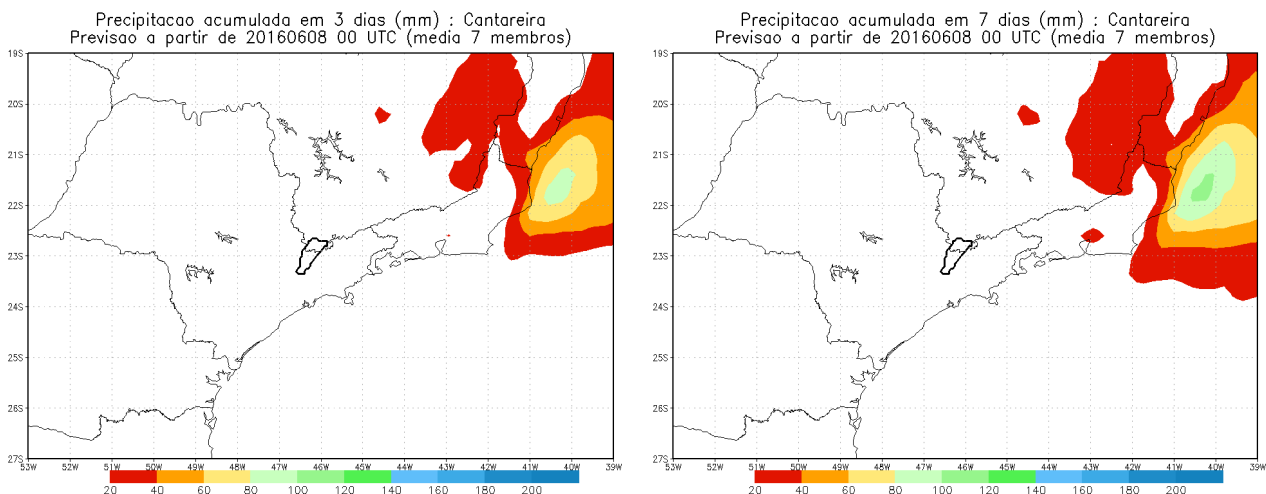 Precipitacao acumulada em 3 dias (mm) : Cantareira
Previsao a partir de 20160608 00 UTC (media 7 membros)
19S
20S
21S
22S
23S
24S
25S
26S
27S
53W 52W 51W 50W 49W 48W 47W 46W 45W 44W 43W 42W 41W 40W 39W
20 40 60 80 100 120 140 160 180 200
Precipitacao acumulada em 7 dias (mm) : Cantareira
Previsao a partir de 20160608 00 UTC (media 7 membros)
19S
20S
21S
22S
23S
24S
25S
26S
27S
53W 52W 51W 50W 49W 48W 47W 46W 45W 44W 43W 42W 41W 40W 39W
20 40 60 80 100 120 140 160 180 200